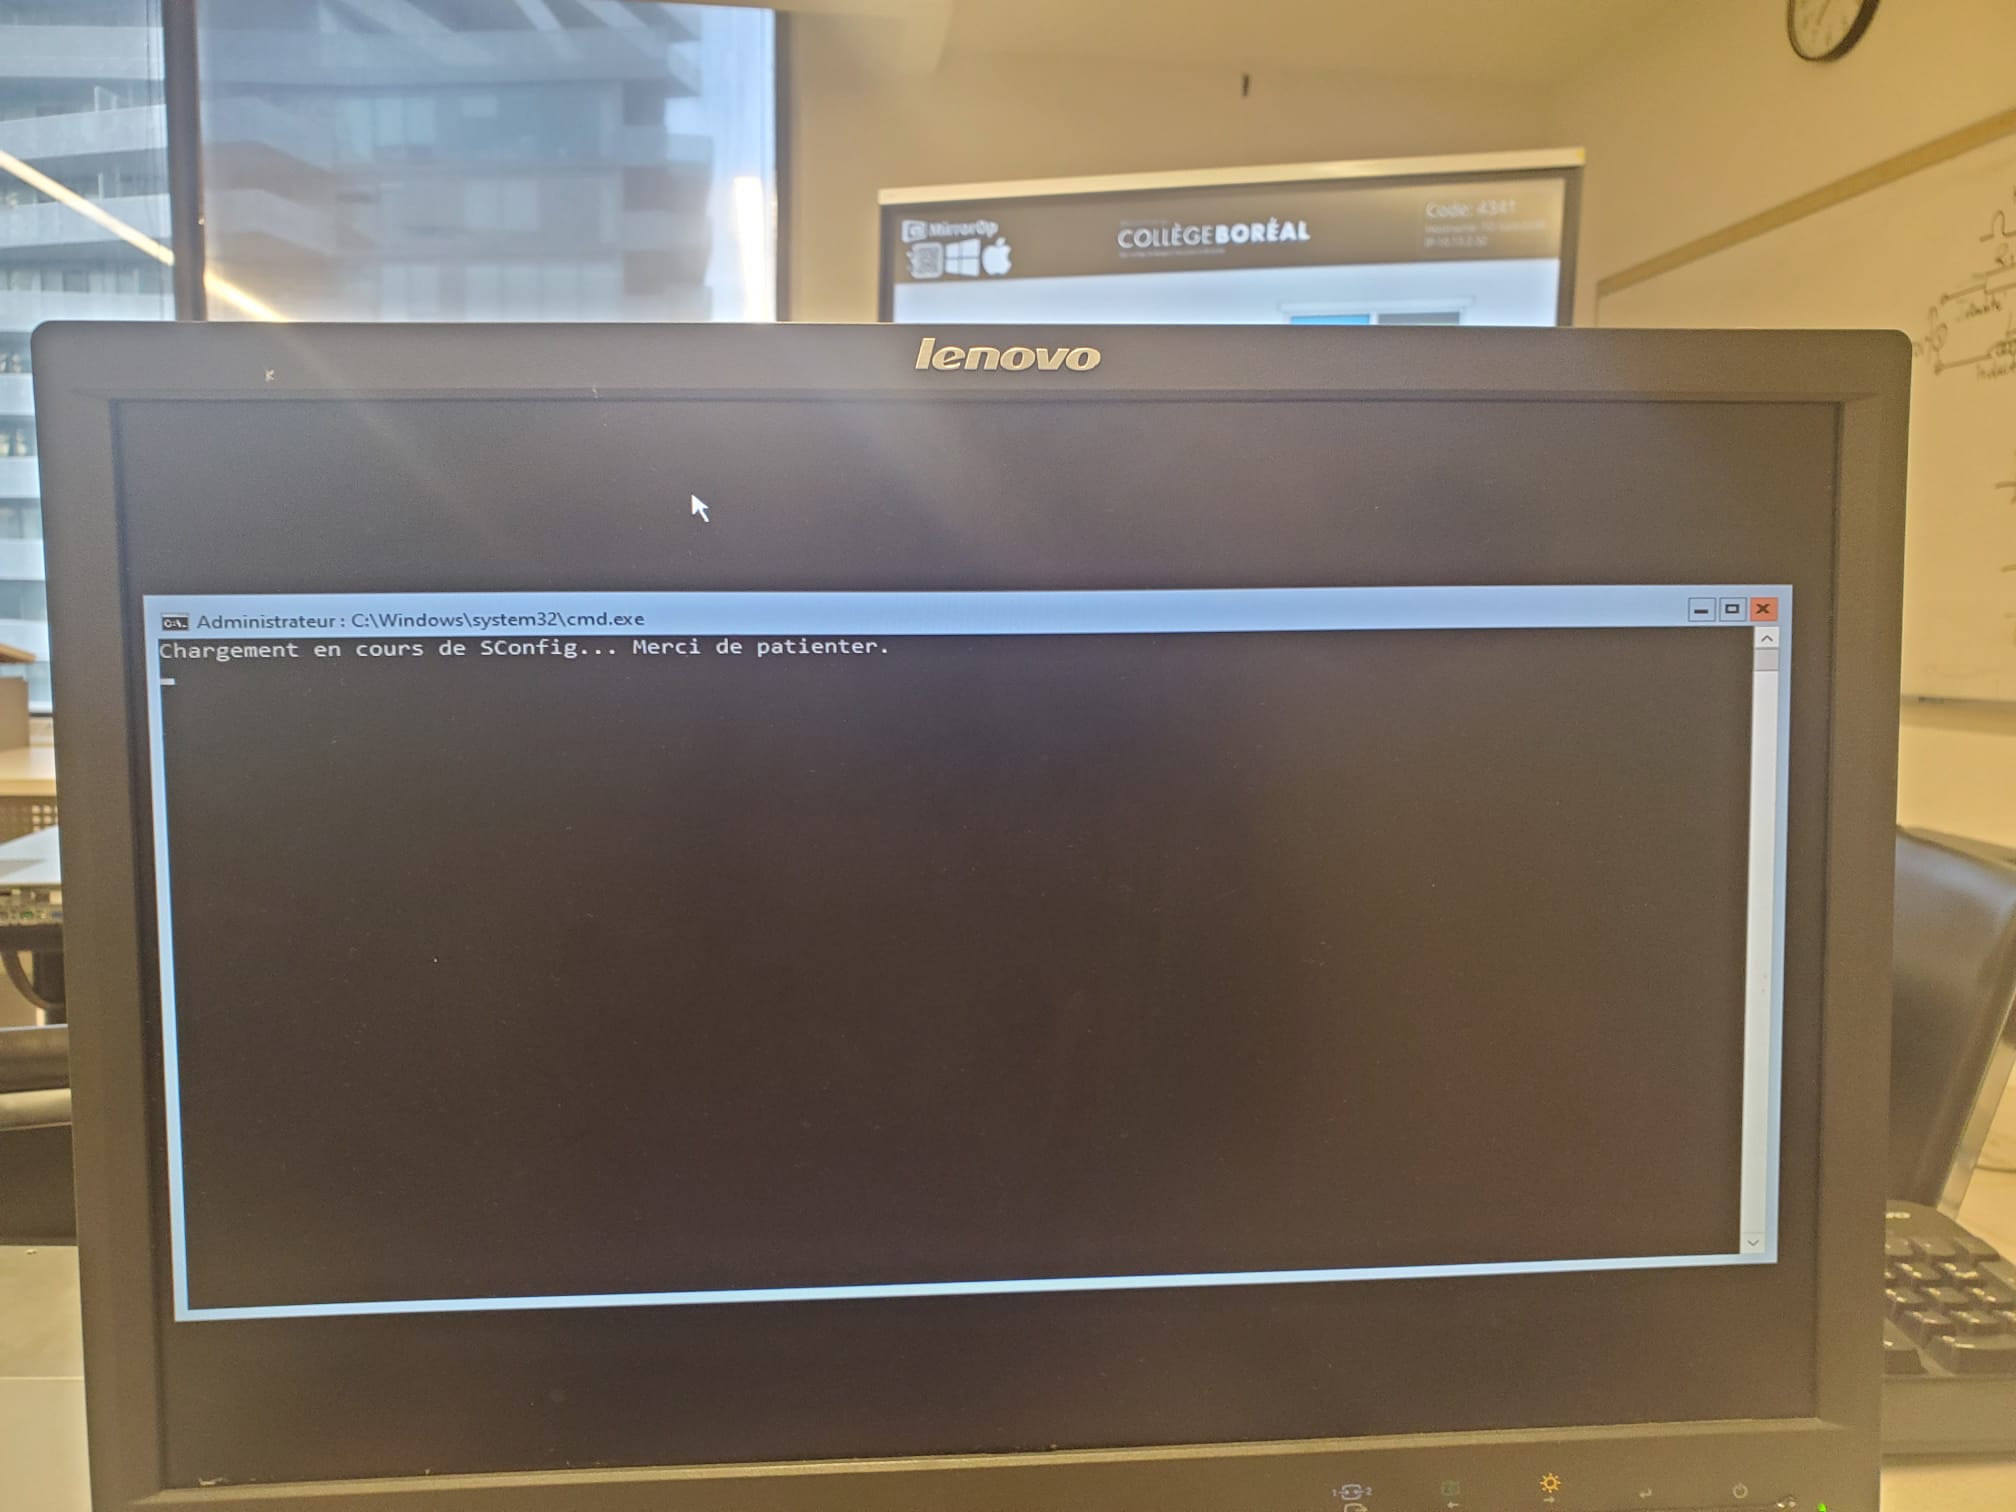 MirrorOp
COLLÈGEBORÉAL
Code: 4341
lenovo
Administrateur : C:\Windows\system32\cmd.exe
Chargement en cours de SConfig... Merci de patienter.